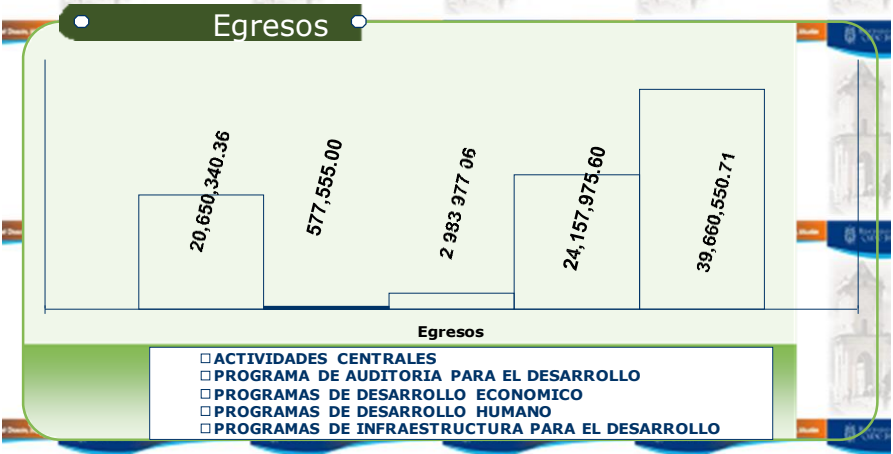 Egresos
20,650,340.36
577,555.00
2 983 977 06
24,157,975.60
39,660,550.71
Egresos
ACTIVIDADES CENTRALES
PROGRAMA DE AUDITORIA PARA EL DESARROLLO
PROGRAMAS DE DESARROLLO ECONOMICO
PROGRAMAS DE DESARROLLO HUMANO
PROGRAMAS DE INFRAESTRUCTURA PARA EL DESARROLLO